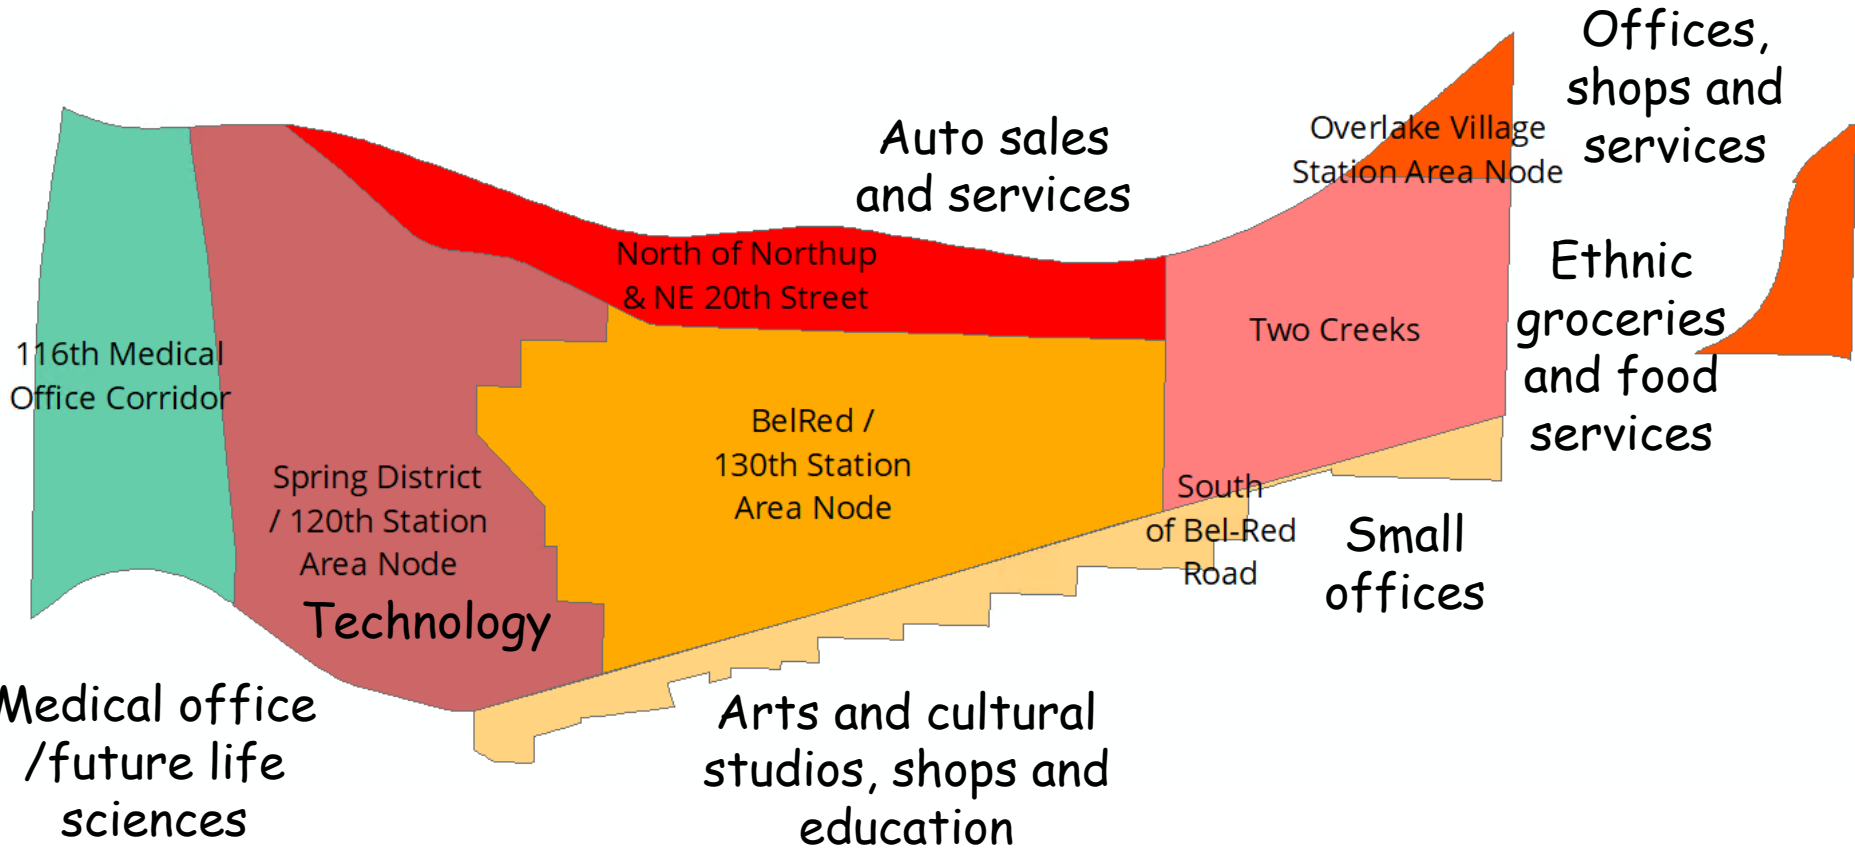 Offices,
shops and
services
Auto sales
and services
Overlake Village
Station Area Node
North of Northup
& NE 20th Street
Ethnic
groceries
and food
services
Two Creeks
116th Medical
Office Corridor
BelRed /
130th Station
Area Node
Spring District
/ 120th Station
Area Node
Technology
South
of Bel-Red
Road
Small
offices
Medical office
/future life
sciences
Arts and cultural
studios, shops and
education